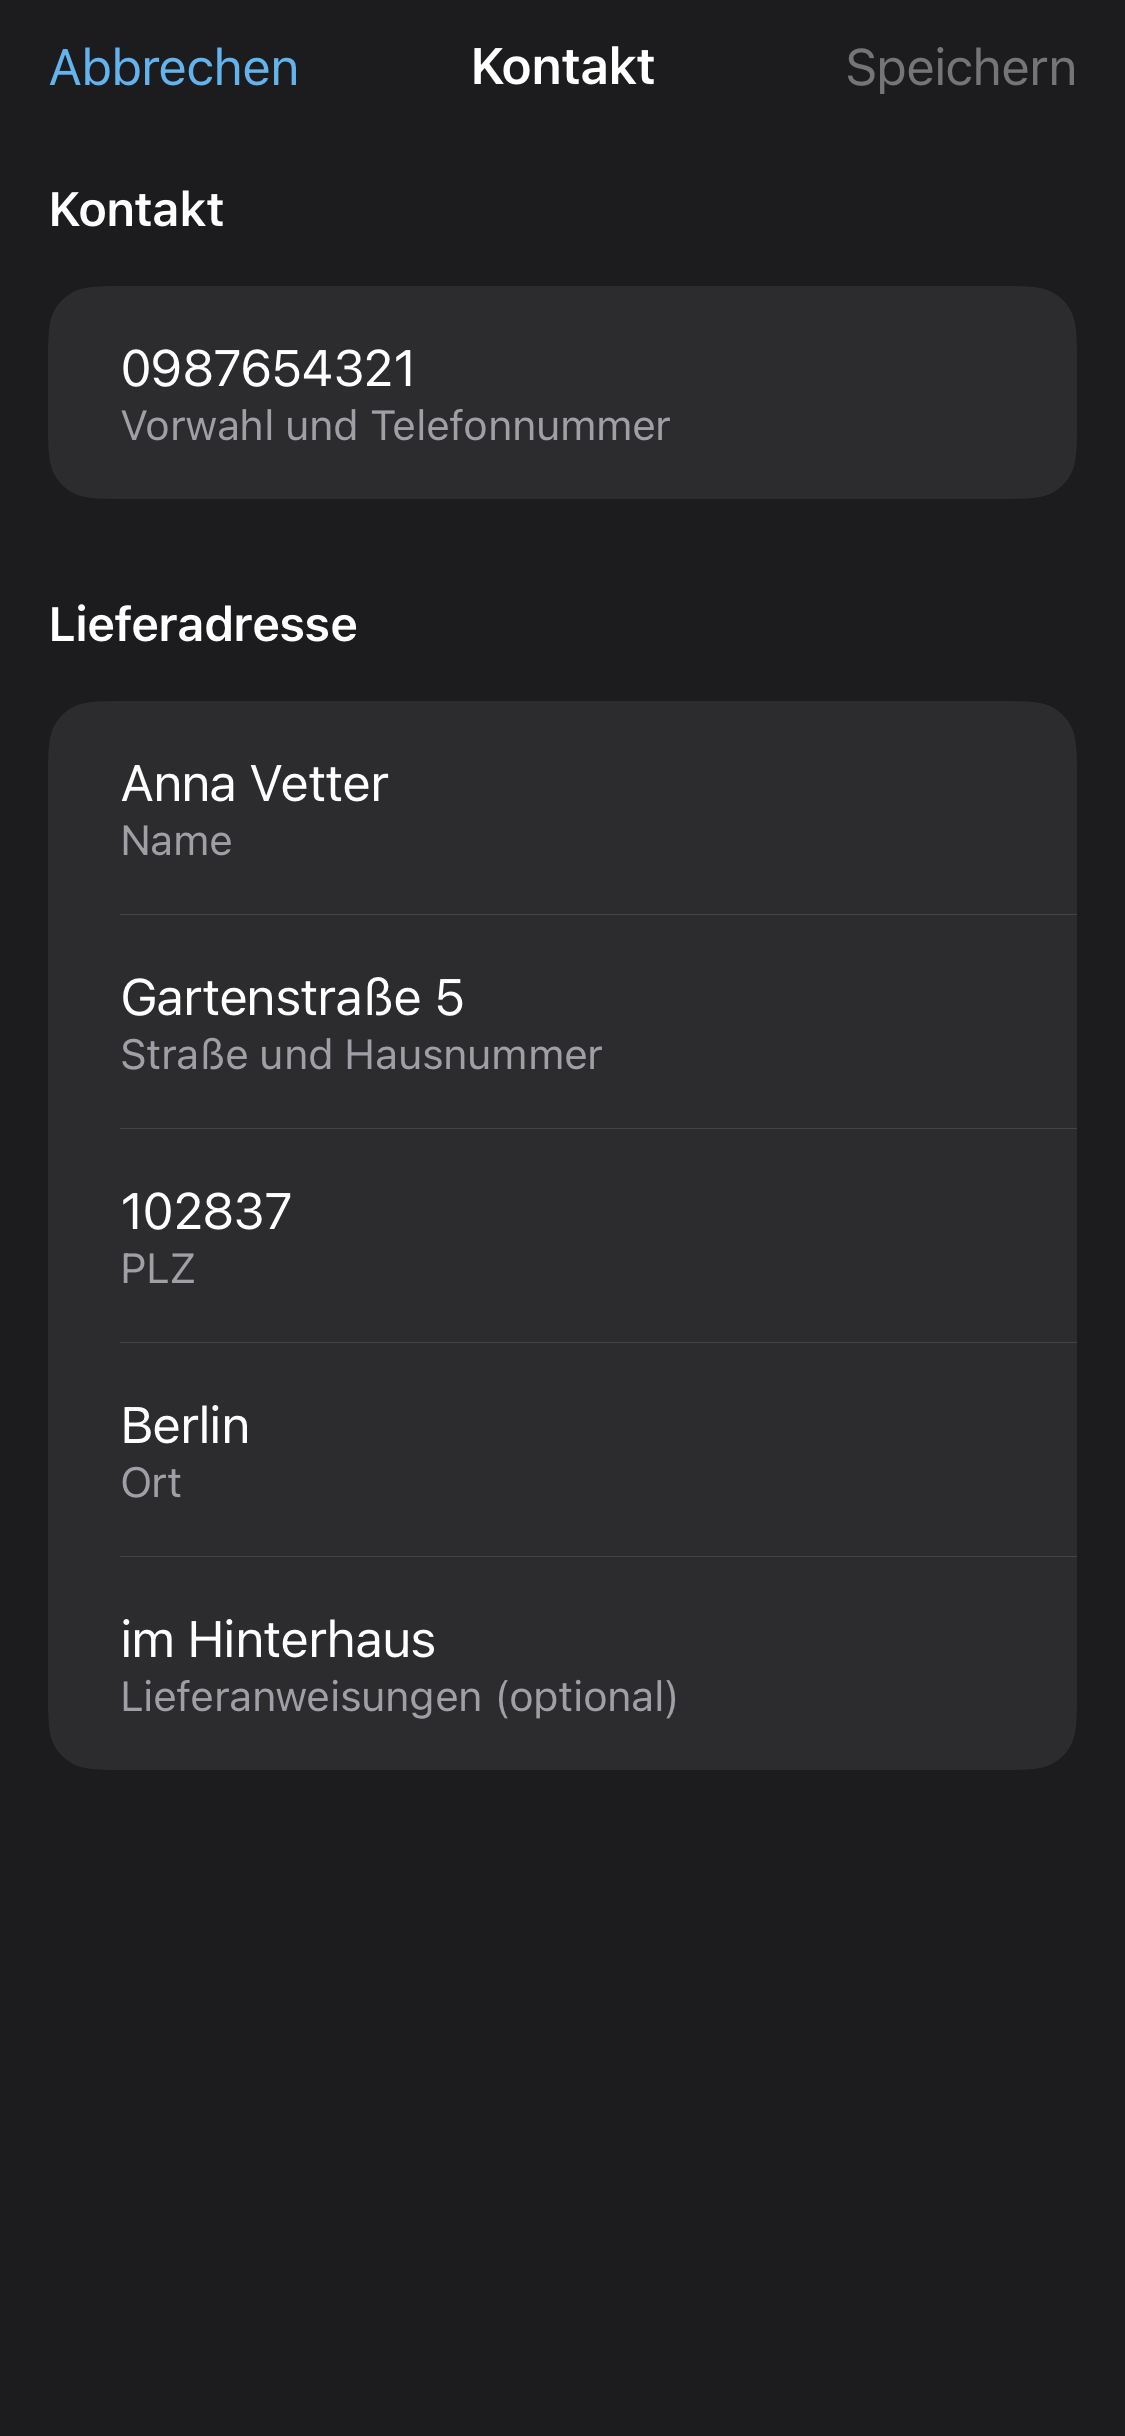 Abbrechen Kontakt Speichern
Kontakt
0987654321
Vorwahl und Telefonnummer
Lieferadresse
Anna Vetter
Name
Gartenstraße 5
Straße und Hausnummer
102837
PLZ
Berlin
Ort
im Hinterhaus
Lieferanweisungen (optional)